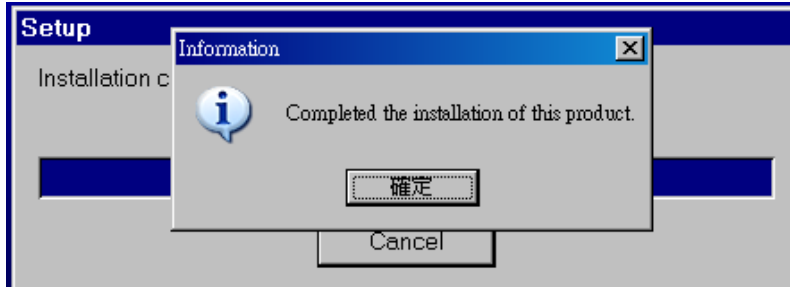 Setup
Information
Installation c
Completed the installation of this product.
確定
Cancel